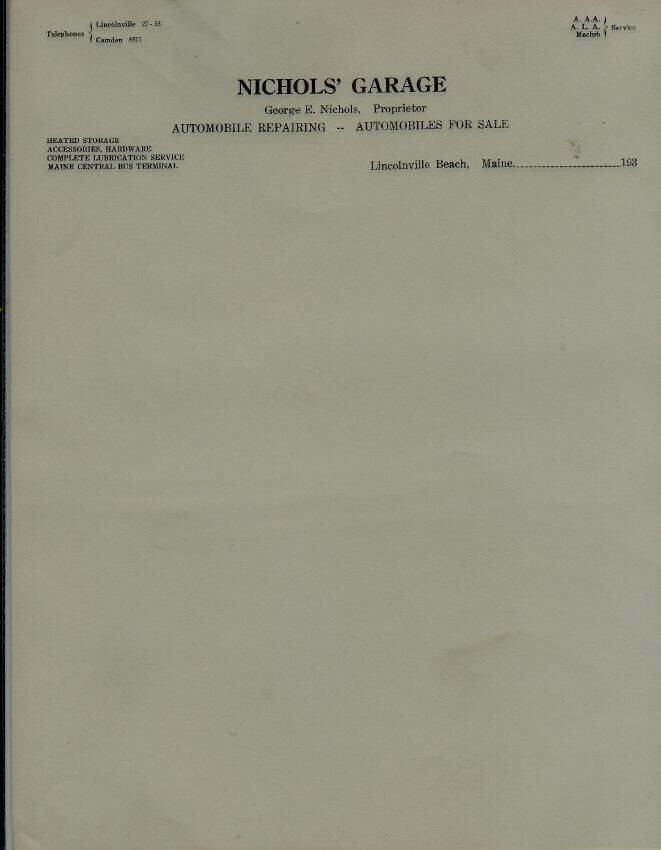 Telephones { Lincolnville 27-33
Camden 8511
A. A.A.
A. L. A. } Service
Maclub
NICHOLS' GARAGE
George E. Nichols, Proprietor
AUTOMOBILE REPAIRING -- AUTOMOBILES FOR SALE
HEATED STORAGE
ACCESSORIES, HARDWARE
COMPLETE LUBRICATION SERVICE
MAINE CENTRAL BUS TERMINAL
Lincolnville Beach, Maine........................193